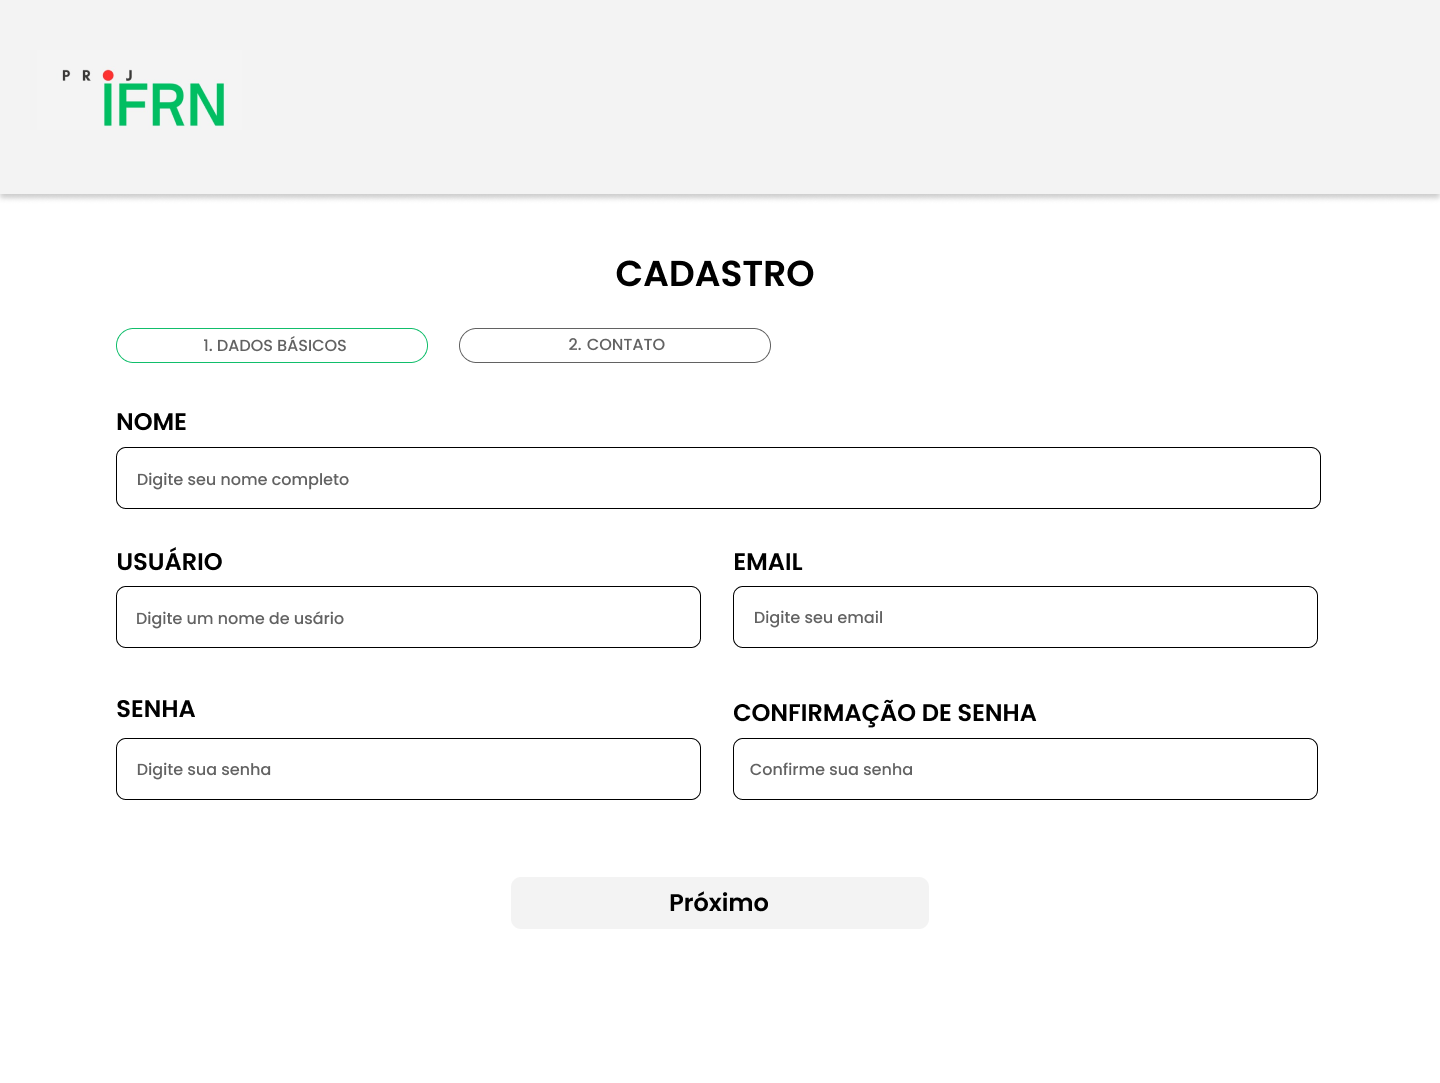 PROJ
IFRN
CADASTRO
1. DADOS BÁSICOS
2. CONTATO
NOME
Digite seu nome completo
USUÁRIO
EMAIL
Digite um nome de usário
Digite seu email
SENHA
CONFIRMAÇÃO DE SENHA
Digite sua senha
Confirme sua senha
Próximo